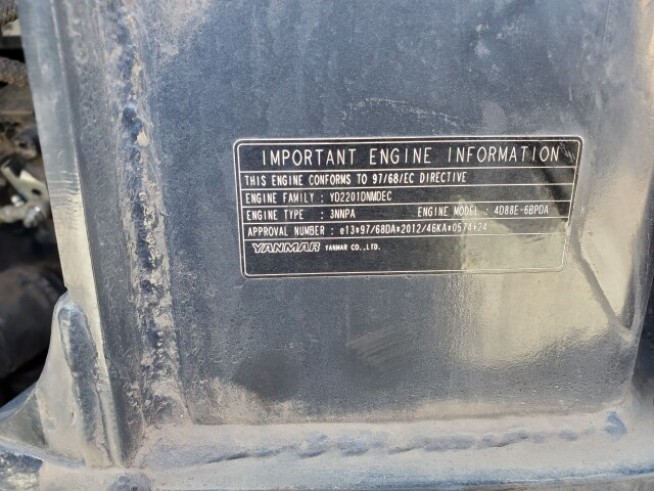 IMPORTANT ENGINE INFORMATION
THIS ENGINE CONFORMS TO 97/68/EC DIRECTIVE
ENGINE FAMILY : YD2201DNMDEC
ENGINE TYPE : 3NNPA ENGINE MODEL : 4D88E-6BPDA
APPROVAL NUMBER : e13*97/68DA*2012/46KA*0574*24
YANMAR YANMAR CO.,LTD.